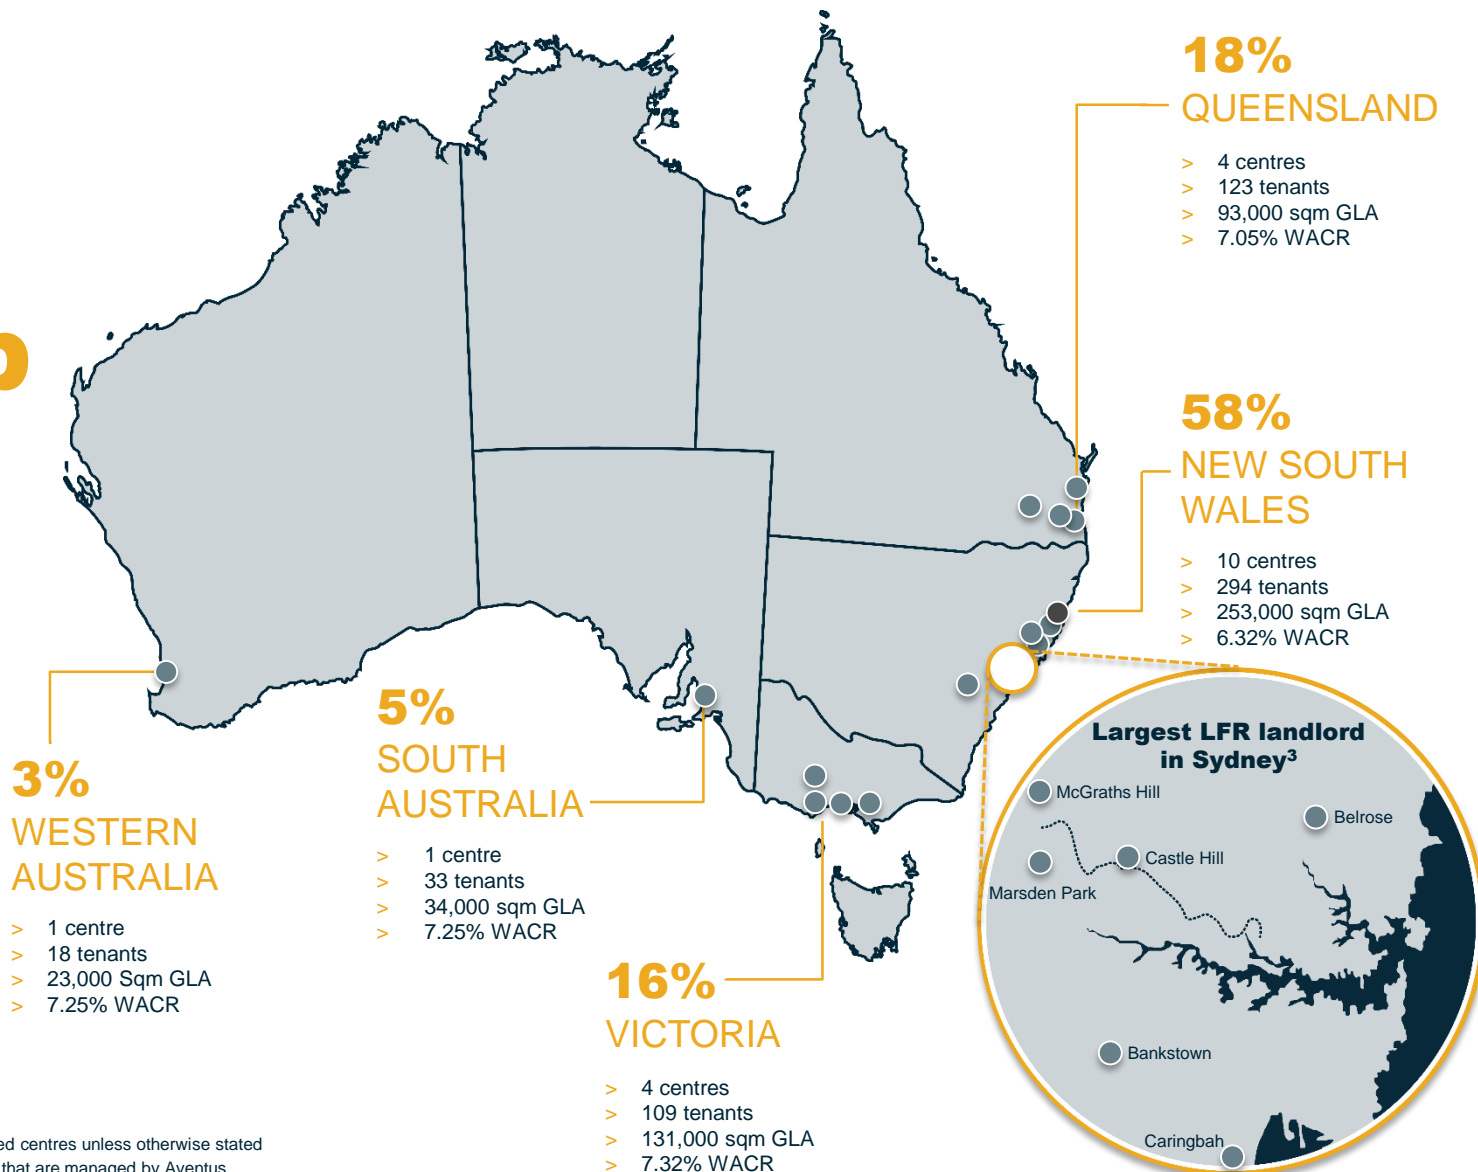 18%
QUEENSLAND
> 4 centres
> 123 tenants
> 93,000 sqm GLA
> 7.05% WACR
58%
NEW SOUTH
WALES
> 10 centres
> 294 tenants
> 253,000 sqm GLA
> 6.32% WACR
5%
SOUTH
AUSTRALIA
> 1 centre
> 33 tenants
> 34,000 sqm GLA
> 7.25% WACR
3%
WESTERN
AUSTRALIA
> 1 centre
> 18 tenants
> 23,000 Sqm GLA
> 7.25% WACR
16%
VICTORIA
> 4 centres
> 109 tenants
> 131,000 sqm GLA
> 7.32% WACR
Largest LFR landlord
in Sydney³
McGraths Hill
Belrose
Castle Hill
Marsden Park
Bankstown
Caringbah
centres unless otherwise stated
that are managed by Aventus